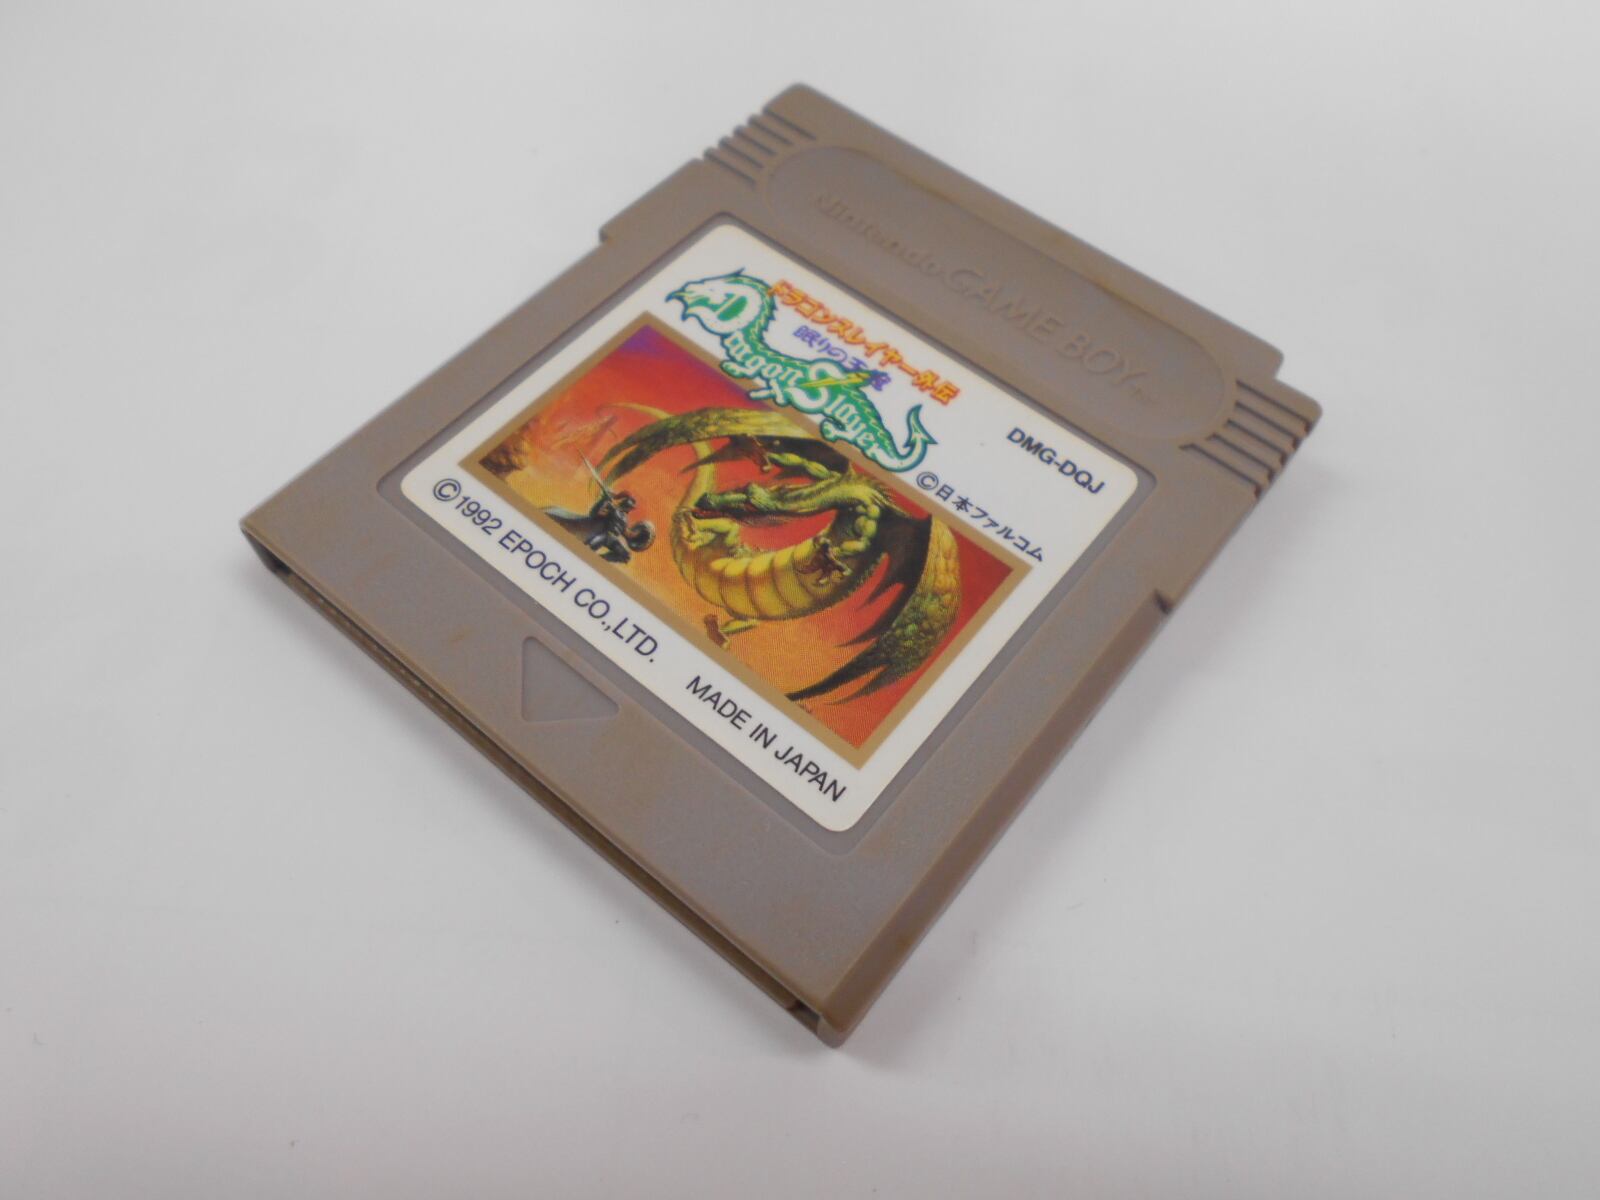 Nintendo GAME BOY TM
ドラゴンスレイヤー外伝
眠りの王冠
Dragon Slayer
DMG-DQJ
©日本ファルコム
©1992 EPOCH CO.,LTD.
MADE IN JAPAN